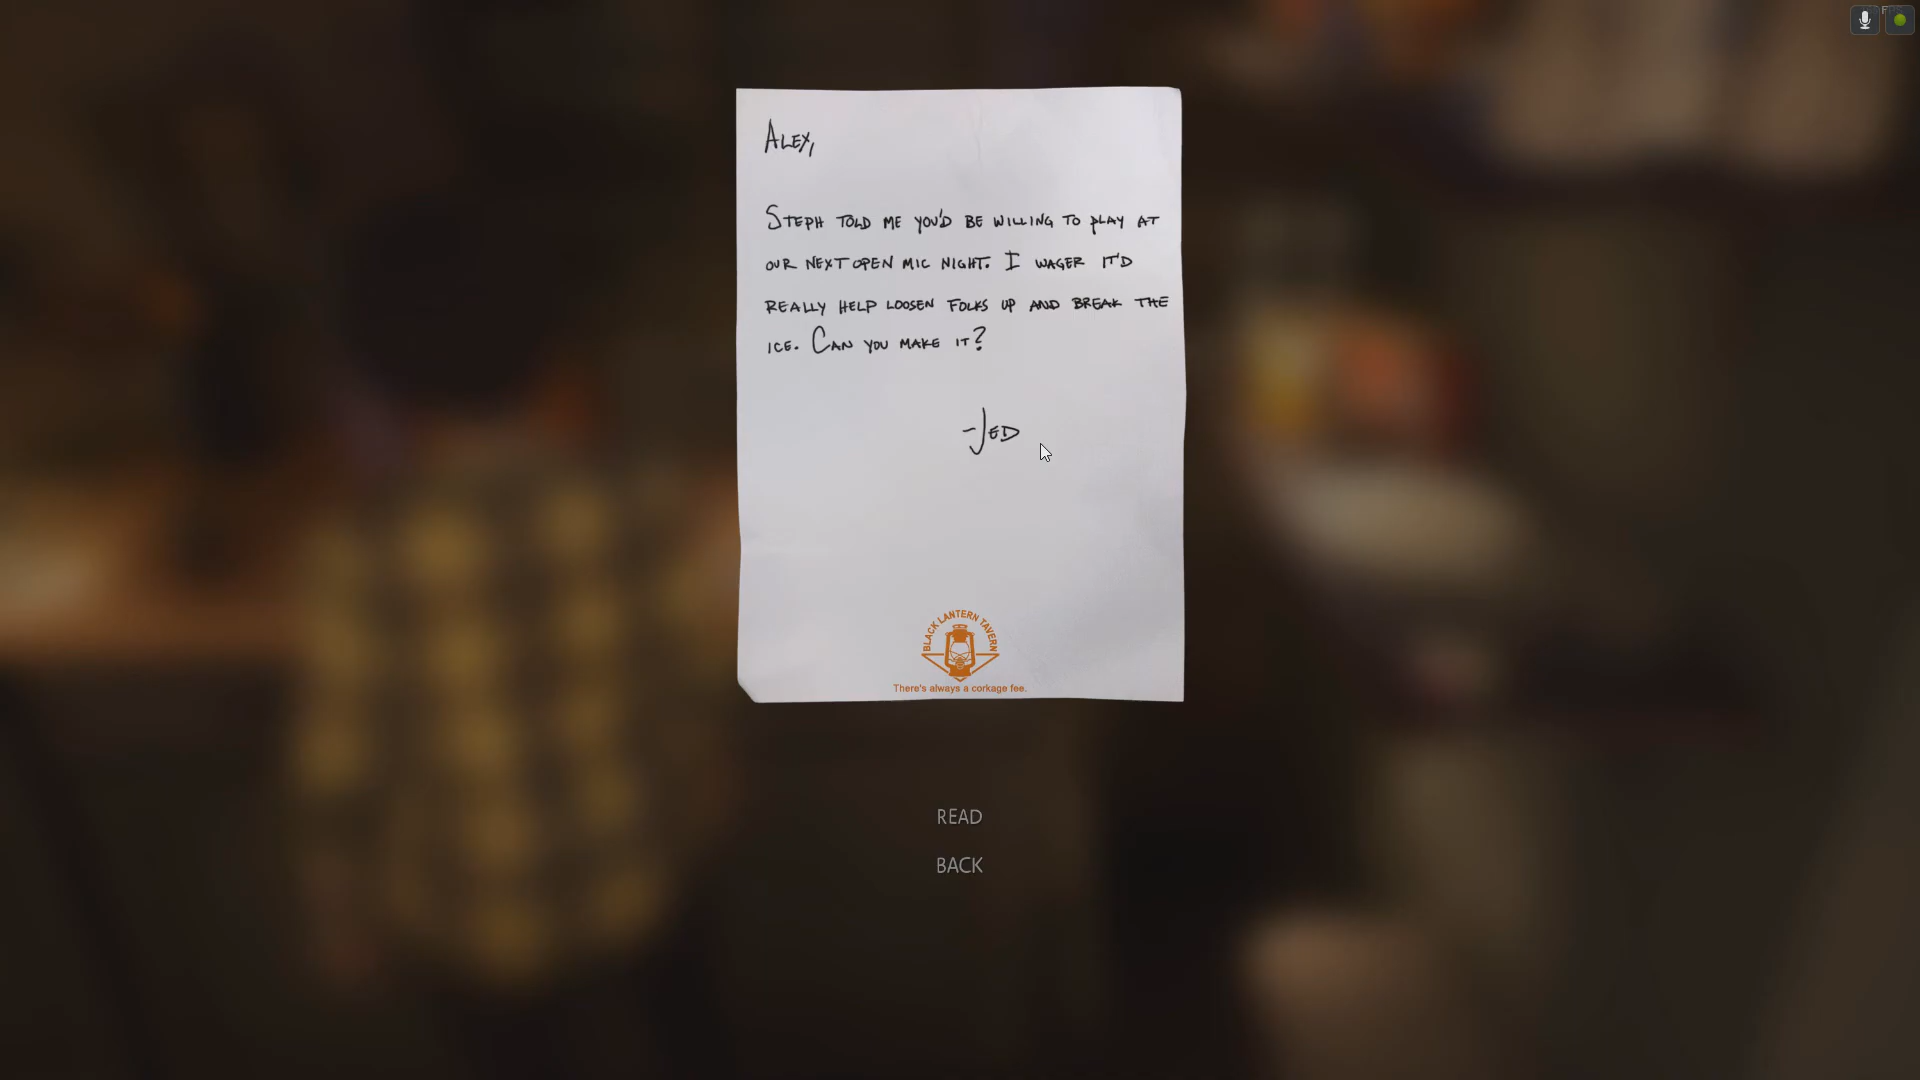 Alex,
Steph told me you'd be willing to play at
our next open mic night. I wager it'd
really help loosen folks up and break the
ice. Can you make it?
-Jed
BLACK LANTERN TAVERN
There's always a corkage fee.
READ
BACK